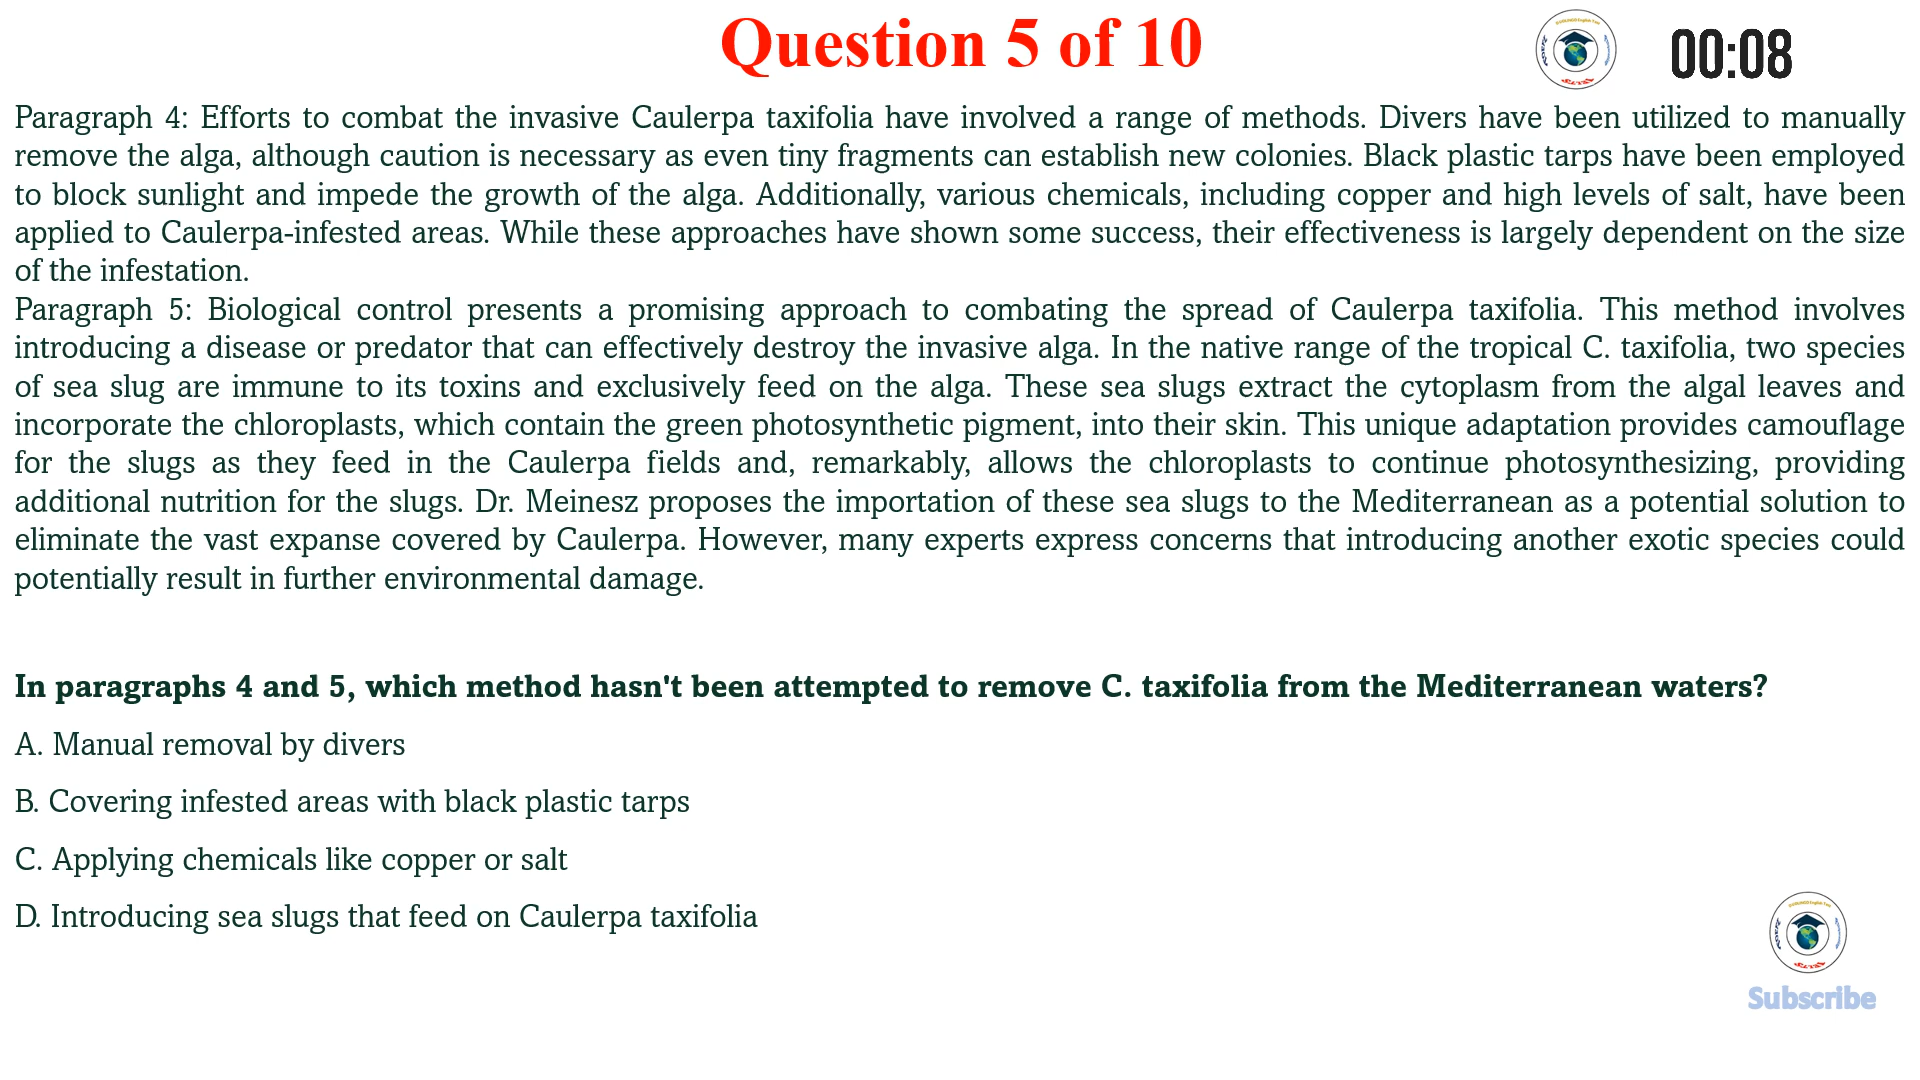 Question 5 of 10
00:08
Paragraph 4: Efforts to combat the invasive Caulerpa taxifolia have involved a range of methods. Divers have been utilized to manually
remove the alga, although caution is necessary as even tiny fragments can establish new colonies. Black plastic tarps have been employed
to block sunlight and impede the growth of the alga. Additionally, various chemicals, including copper and high levels of salt, have been
applied to Caulerpa-infested areas. While these approaches have shown some success, their effectiveness is largely dependent on the size
of the infestation.
Paragraph 5: Biological control presents a promising approach to combating the spread of Caulerpa taxifolia. This method involves
introducing a disease or predator that can effectively destroy the invasive alga. In the native range of the tropical C. taxifolia, two species
of sea slug are immune to its toxins and exclusively feed on the alga. These sea slugs extract the cytoplasm from the algal leaves and
incorporate the chloroplasts, which contain the green photosynthetic pigment, into their skin. This unique adaptation provides camouflage
for the slugs as they feed in the Caulerpa fields and, remarkably, allows the chloroplasts to continue photosynthesizing, providing
additional nutrition for the slugs. Dr. Meinesz proposes the importation of these sea slugs to the Mediterranean as a potential solution to
eliminate the vast expanse covered by Caulerpa. However, many experts express concerns that introducing another exotic species could
potentially result in further environmental damage.
In paragraphs 4 and 5, which method hasn't been attempted to remove C. taxifolia from the Mediterranean waters?
A. Manual removal by divers
B. Covering infested areas with black plastic tarps
C. Applying chemicals like copper or salt
D. Introducing sea slugs that feed on Caulerpa taxifolia
Subscribe